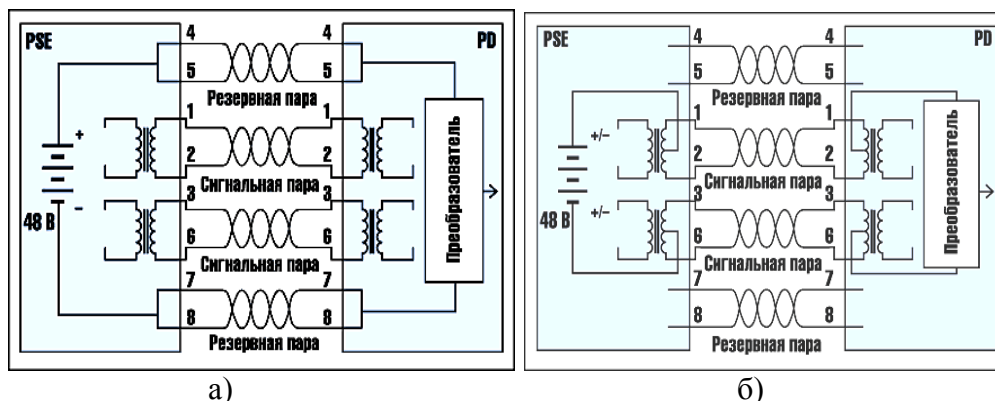 PSE PD
4 4
5 5
Резервная пара
1 1
2 2
Сигнальная пара
+
–
48 В
3 3
6 6
Сигнальная пара
7 7
8 8
Резервная пара
Преобразователь
а)
PSE PD
4 4
5 5
Резервная пара
1 1
2 2
Сигнальная пара
+/–
+/–
48 В
3 3
6 6
Сигнальная пара
7 7
8 8
Резервная пара
Преобразователь
б)